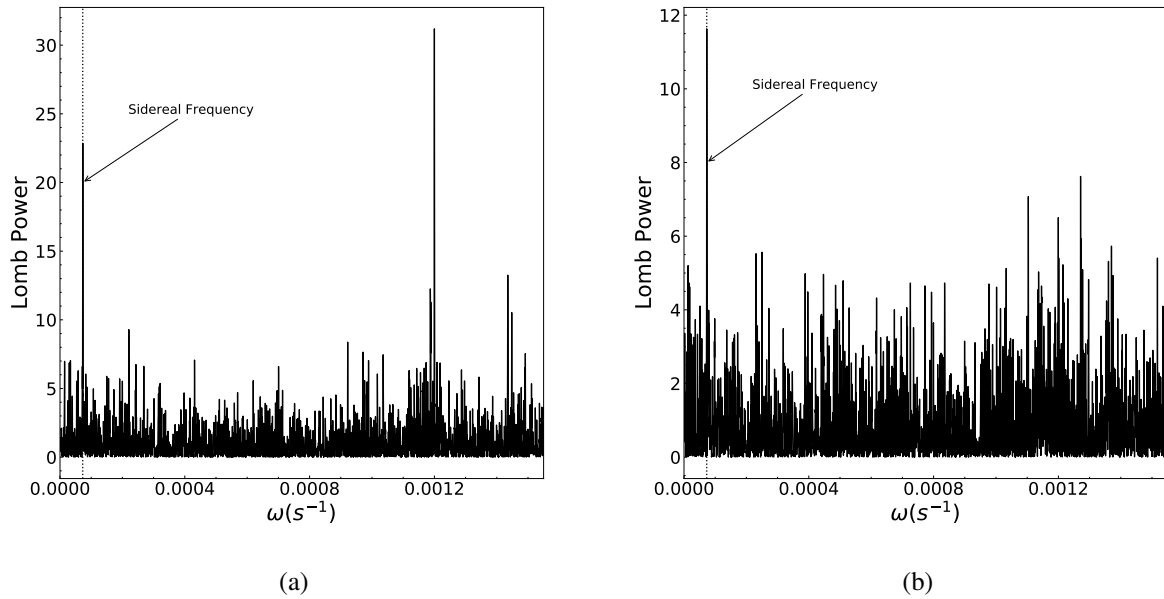 30
25
20
15
10
5
0
Lomb Power
Sidereal Frequency
0.0000
0.0004
0.0008
0.0012
ω(s⁻¹)
(a)
12
10
8
6
4
2
0
Lomb Power
Sidereal Frequency
0.0000
0.0004
0.0008
0.0012
ω(s⁻¹)
(b)